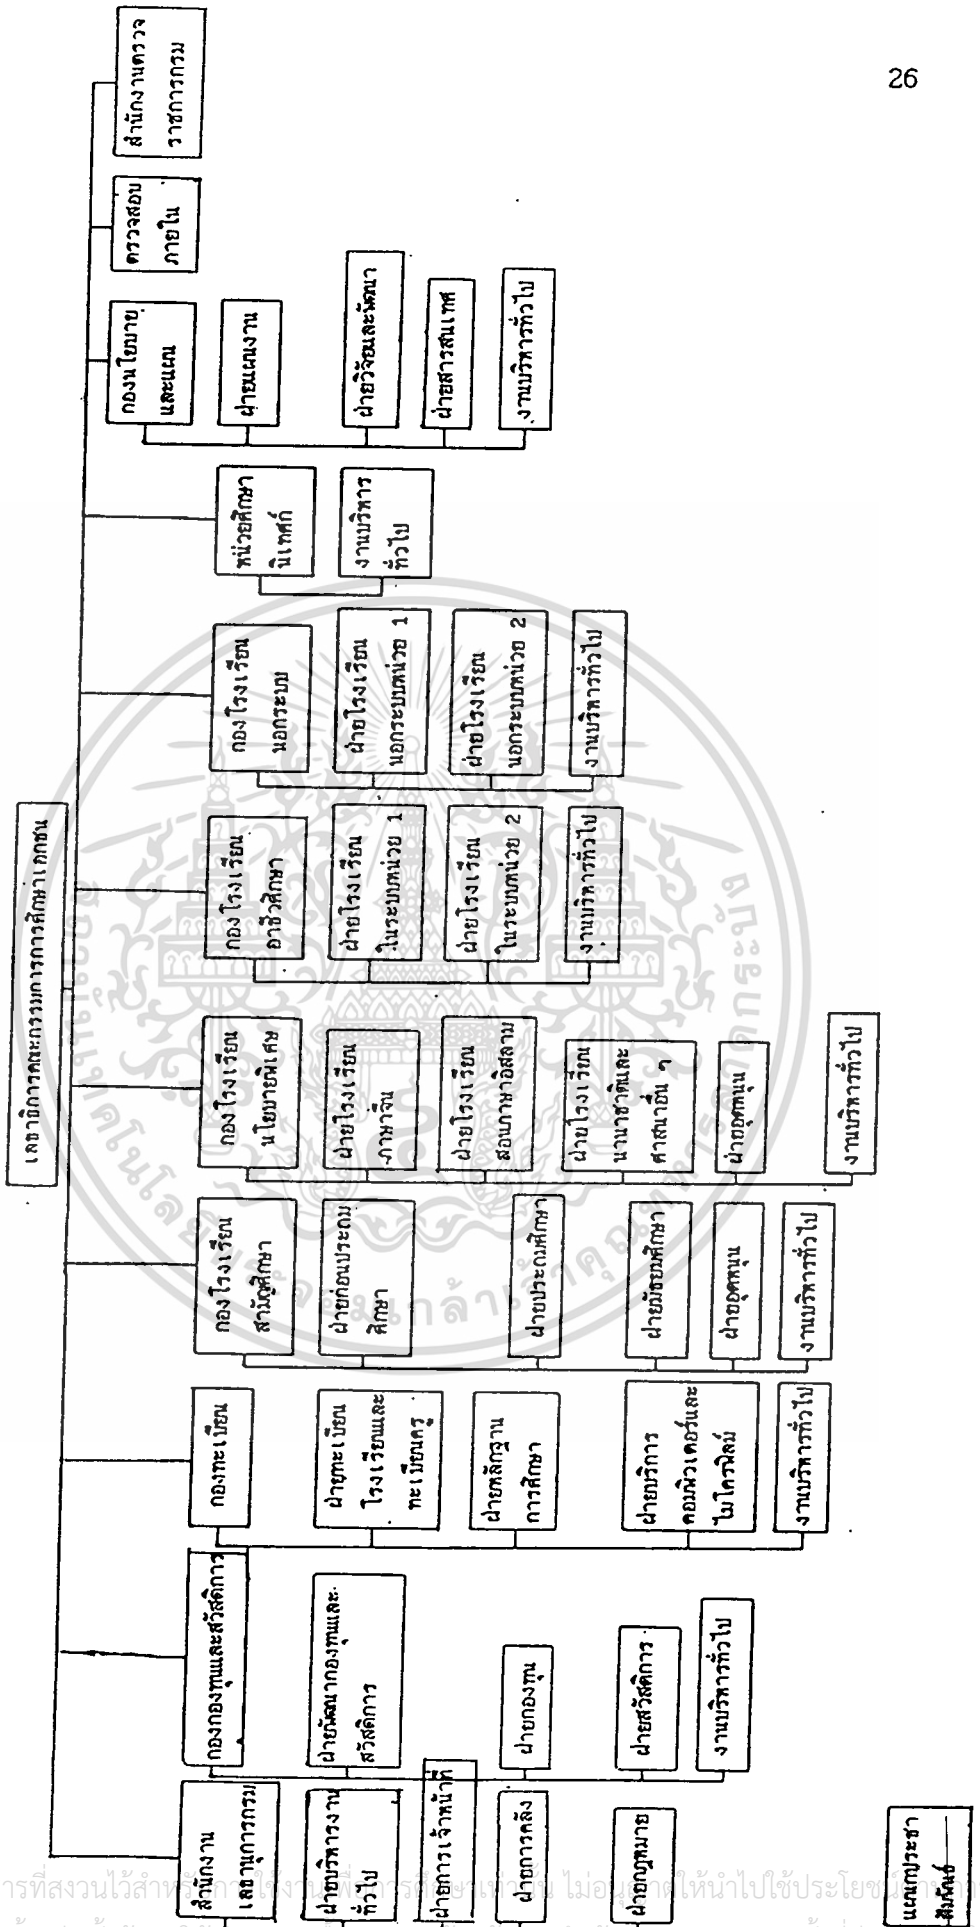 26
เลขาธิการคณะกรรมการการศึกษาเอกชน
สำนักงาน
เลขานุการกรม
ฝ่ายบริหารงาน
ทั่วไป
ฝ่ายการเจ้าหน้าที่
ฝ่ายการคลัง
ฝ่ายกฎหมาย
แผนกประชา
สัมพันธ์
กองกองทุนและสวัสดิการ
ฝ่ายพัฒนากองทุนและ
สวัสดิการ
ฝ่ายกองทุน
ฝ่ายสวัสดิการ
งานบริหารทั่วไป
กองทะเบียน
ฝ่ายทะเบียน
โรงเรียนและ
ทะเบียนครู
ฝ่ายหลักฐาน
การศึกษา
ฝ่ายบริการ
คอมพิวเตอร์และ
ไมโครฟิล์ม
งานบริหารทั่วไป
กองโรงเรียน
สามัญศึกษา
ฝ่ายก่อนประถม
ศึกษา
ฝ่ายประถมศึกษา
ฝ่ายมัธยมศึกษา
ฝ่ายอุดหนุน
งานบริหารทั่วไป
กองโรงเรียน
นโยบายพิเศษ
ฝ่ายโรงเรียน
ภาษาจีน
ฝ่ายโรงเรียน
สอนภาษาอิสลาม
ฝ่ายโรงเรียน
นานาชาติและ
ศาสนาอื่น ๆ
ฝ่ายอุดหนุน
งานบริหารทั่วไป
กองโรงเรียน
อาชีวศึกษา
ฝ่ายโรงเรียน
ในระบบหน่วย 1
ฝ่ายโรงเรียน
ในระบบหน่วย 2
งานบริหารทั่วไป
กองโรงเรียน
นอกระบบ
ฝ่ายโรงเรียน
นอกระบบหน่วย 1
ฝ่ายโรงเรียน
นอกระบบหน่วย 2
งานบริหารทั่วไป
หน่วยศึกษา
นิเทศก์
งานบริหาร
ทั่วไป
กองนโยบาย
และแผน
ฝ่ายแผนงาน
ฝ่ายวิจัยและพัฒนา
ฝ่ายสารสนเทศ
งานบริหารทั่วไป
ตรวจสอบ
ภายใน
สำนักงานตรวจ
ราชการกรม